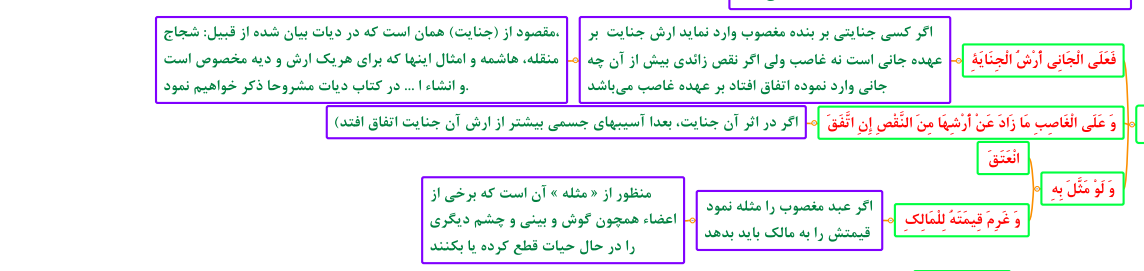 فَعَلَى الْجَانِی أَرْشُ الْجِنَایَةِ
اگر کسی جنایتی بر بنده مغصوب وارد نماید ارش جنایت بر
عهده جانی است نه غاصب ولی اگر نقص زائدی بیش از آن چه
جانی وارد نموده اتفاق افتاد بر عهده غاصب می‌باشد
،مقصود از (جنایت) همان است که در دیات بیان شده از قبیل: شجاج
منقله، هاشمه و امثال اینها که برای هریک ارش و دیه مخصوص است
.و انشاء ا ... در کتاب دیات مشروحا ذکر خواهیم نمود
وَ عَلَی الْغَاصِبِ مَا زَادَ عَنْ أَرْشِهَا مِنَ النَّقْصِ إِنِ اتَّفَقَ
اگر در اثر آن جنایت، بعدا آسیبهای جسمی بیشتر از ارش آن جنایت اتفاق افتد)
وَ لَوْ مَثَّلَ بِهِ
انْعَتَقَ
وَ غَرِمَ قِیمَتَهُ لِلْمَالِکِ
اگر عبد مغصوب را مثله نمود
قیمتش را به مالک باید بدهد
منظور از « مثله » آن است که برخی از
اعضاء همچون گوش و بینی و چشم دیگری
را در حال حیات قطع کرده یا بکنند